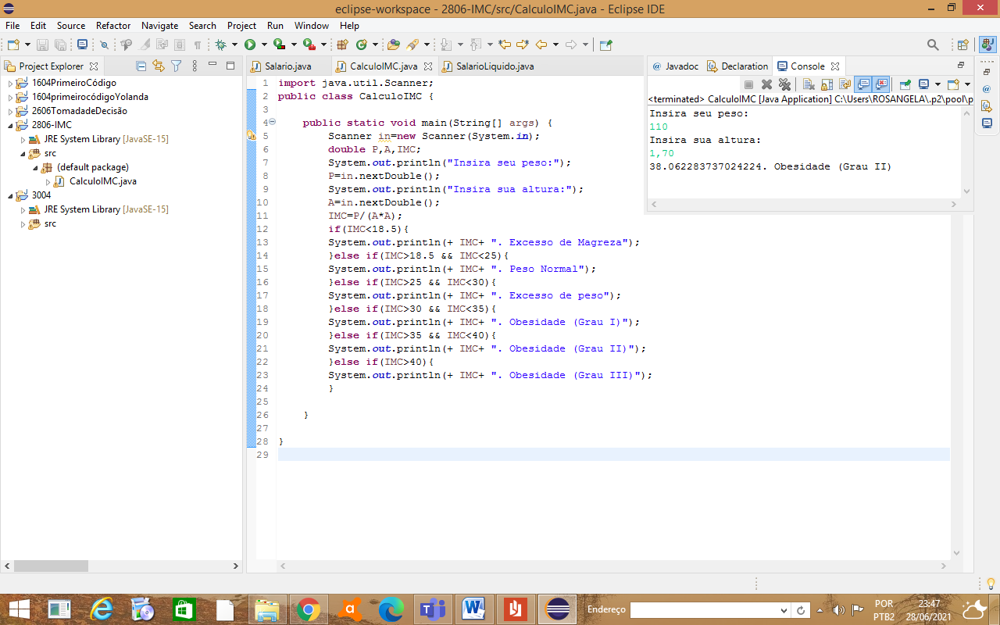 eclipse-workspace - 2806-IMC/src/CalculoIMC.java - Eclipse IDE
File Edit Source Refactor Navigate Search Project Run Window Help
Project Explorer
1604PrimeiroCódigo
1604primeirocódigoYolanda
2606TomadadeDecisão
2806-IMC
JRE System Library [JavaSE-15]
src
(default package)
CalculoIMC.java
3004
JRE System Library [JavaSE-15]
src
Salario.java CalculoIMC.java SalarioLiquido.java
1 import java.util.Scanner;
2 public class CalculoIMC {
3
4 public static void main(String[] args) {
5 Scanner in=new Scanner(System.in);
6 double P,A,IMC;
7 System.out.println("Insira seu peso:");
8 P=in.nextDouble();
9 System.out.println("Insira sua altura:");
10 A=in.nextDouble();
11 IMC=P/(A*A);
12 if(IMC<18.5){
13 System.out.println(+ IMC+ ". Excesso de Magreza");
14 }else if(IMC>18.5 && IMC<25){
15 System.out.println(+ IMC+ ". Peso Normal");
16 }else if(IMC>25 && IMC<30){
17 System.out.println(+ IMC+ ". Excesso de peso");
18 }else if(IMC>30 && IMC<35){
19 System.out.println(+ IMC+ ". Obesidade (Grau I)");
20 }else if(IMC>35 && IMC<40){
21 System.out.println(+ IMC+ ". Obesidade (Grau II)");
22 }else if(IMC>40){
23 System.out.println(+ IMC+ ". Obesidade (Grau III)");
24 }
25
26 }
27
28 }
29
@ Javadoc Declaration Console
<terminated> CalculoIMC [Java Application] C:\Users\ROSANGELA\.p2\pool\p
Insira seu peso:
110
Insira sua altura:
1,70
38.062283737024224. Obesidade (Grau II)
Endereço
POR
PTB2
23:47
28/06/2021